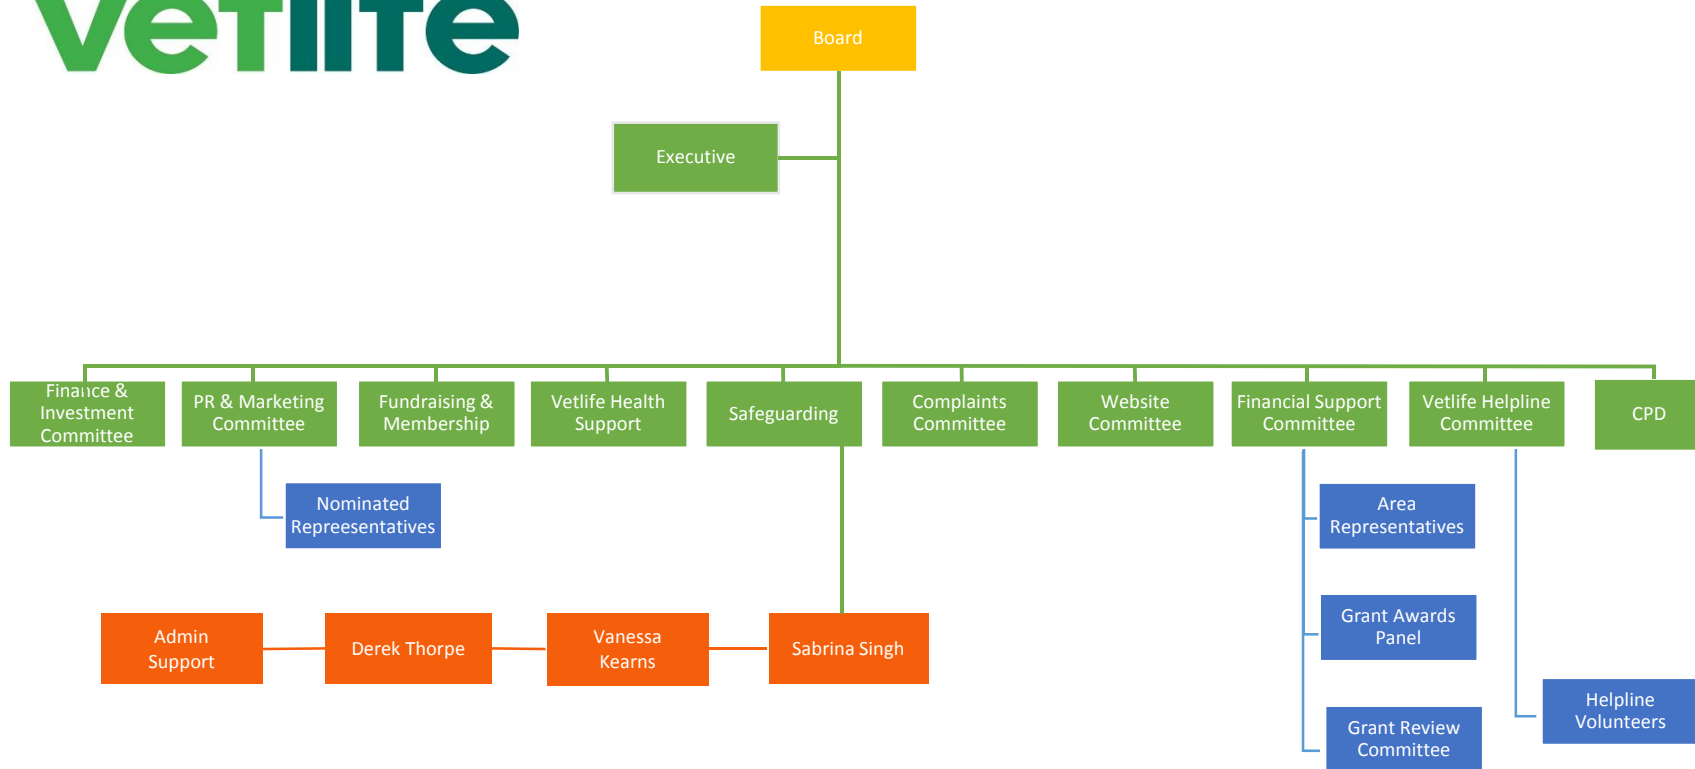 vetlife
Board
Executive
Finance &
Investment
Committee
PR & Marketing
Committee
Fundraising &
Membership
Vetlife Health
Support
Safeguarding
Complaints
Committee
Website
Committee
Financial Support
Committee
Vetlife Helpline
Committee
CPD
Nominated
Repreesentatives
Area
Representatives
Grant Awards
Panel
Admin
Support
Derek Thorpe
Vanessa
Kearns
Sabrina Singh
Helpline
Volunteers
Grant Review
Committee